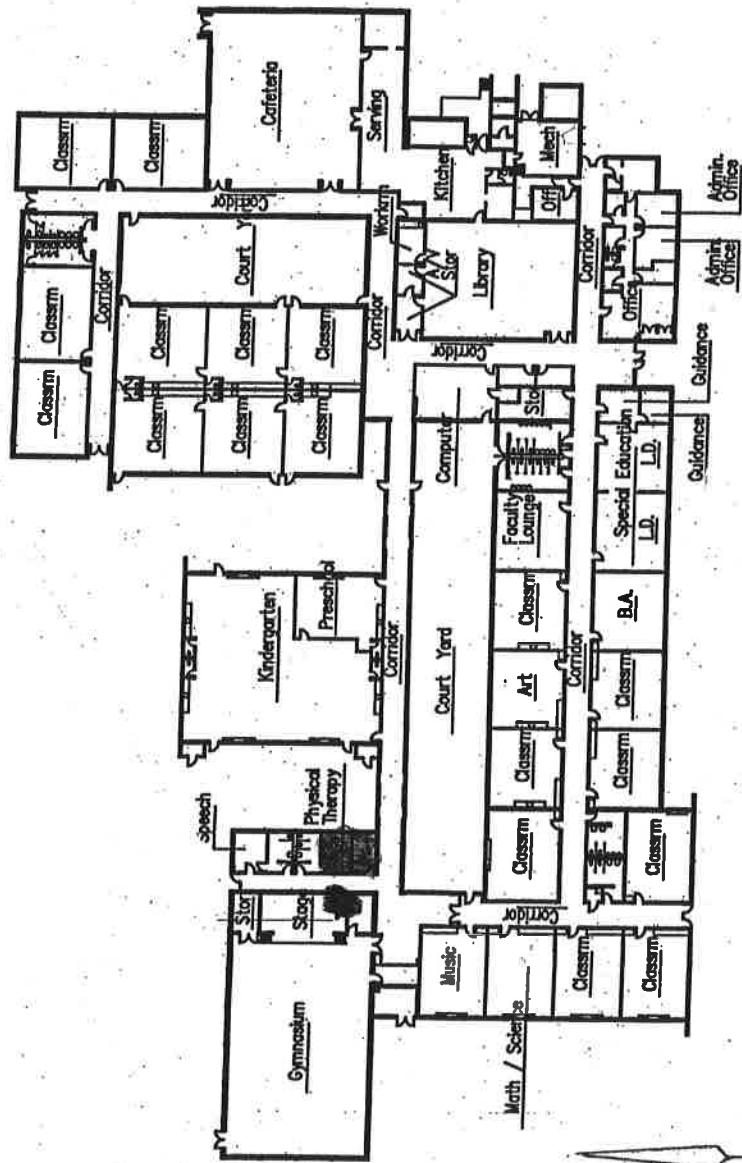 Classrm
Classrm
Classrm
Classrm
Corridor
Classrm
Classrm
Classrm
Classrm
Classrm
Classrm
Court Y
Cafeteria
Corridor
Serving
Speech
Kindergarten
Preschool
Physical
Therapy
Stor
Stage
Gymnasium
Corridor
Corridor
Workrm
A/V
Stor
Kitchen
Library
Corridor
Computer
Court Yard
Music
Math / Science
Classrm
Classrm
Art
Classrm
Faculty
Lounge
Sto
Off
Mech
Corridor
Corridor
Corridor
Classrm
Classrm
Classrm
Classrm
Classrm
B.A.
Special Education
L.D.
L.D.
Office
Guidance
Guidance
Admin.
Office
Admin.
Office